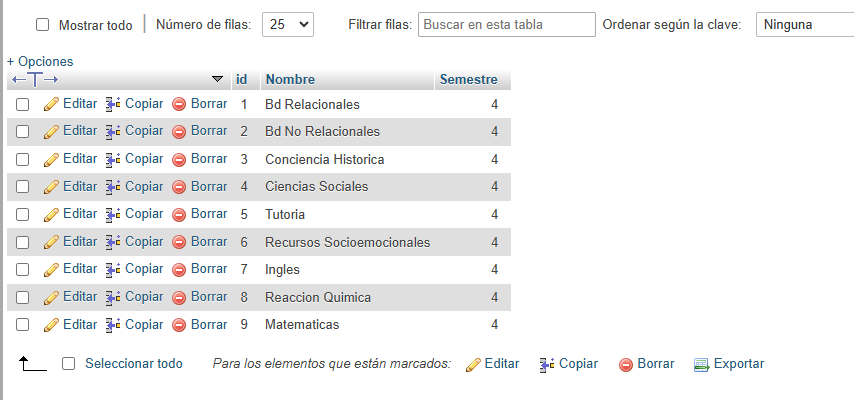 Mostrar todo Número de filas: 25 Filtrar filas: Buscar en esta tabla Ordenar según la clave: Ninguna
+ Opciones
←T→ id Nombre Semestre
Editar Copiar Borrar 1 Bd Relacionales 4
Editar Copiar Borrar 2 Bd No Relacionales 4
Editar Copiar Borrar 3 Conciencia Historica 4
Editar Copiar Borrar 4 Ciencias Sociales 4
Editar Copiar Borrar 5 Tutoria 4
Editar Copiar Borrar 6 Recursos Socioemocionales 4
Editar Copiar Borrar 7 Ingles 4
Editar Copiar Borrar 8 Reaccion Quimica 4
Editar Copiar Borrar 9 Matematicas 4
Seleccionar todo Para los elementos que están marcados: Editar Copiar Borrar Exportar